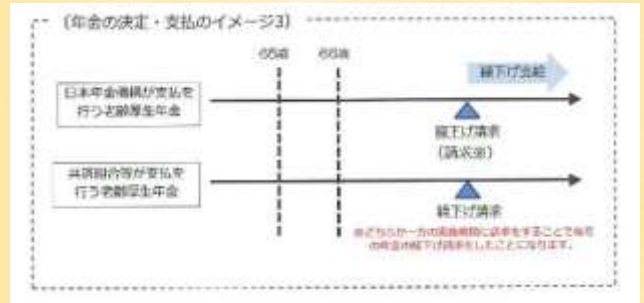 （年金の決定・支払のイメージ3）
65歳
66歳
繰下げ支給
日本年金機構が支払を
行う老齢厚生年金
繰下げ請求
（請求後）
共済組合等が支払を
行う老齢厚生年金
繰下げ請求
※どちらか一方の実施機関に請求をすることで両方
の年金の繰下げ請求をしたことになります。